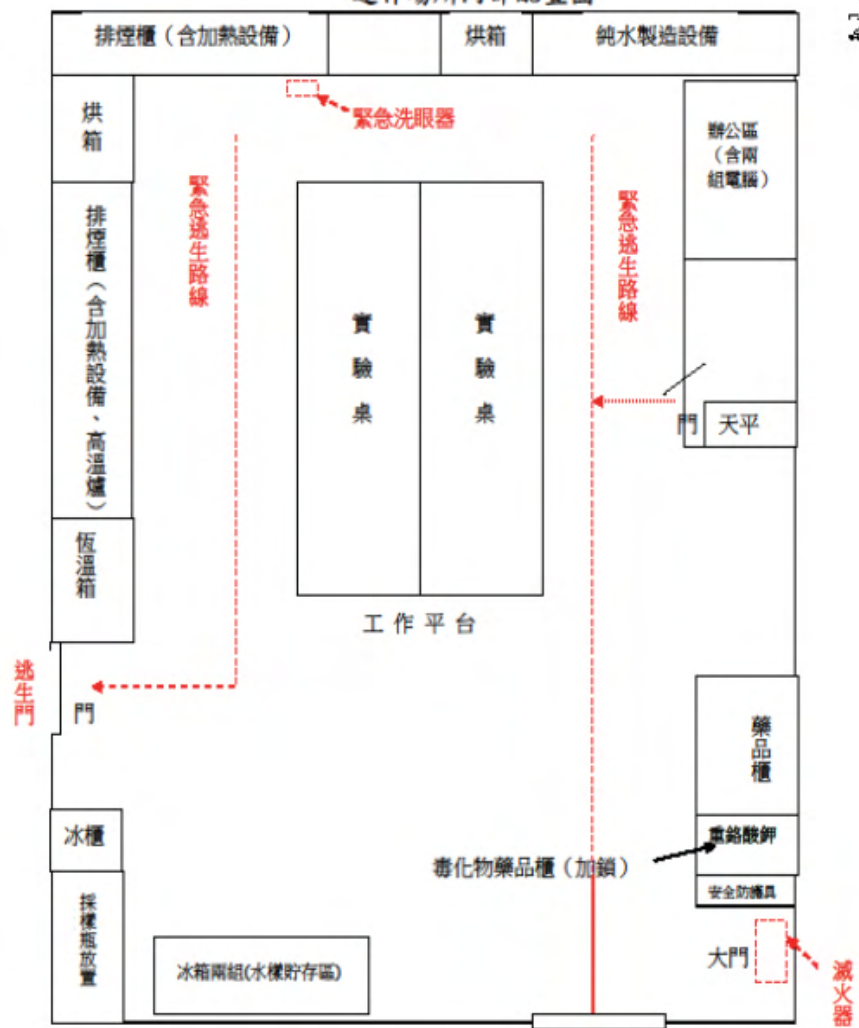 排煙櫃（含加熱設備）
烘箱
純水製造設備
烘箱
緊急洗眼器
辦公區
（含兩
組電腦）
緊急逃生路線
緊急逃生路線
排煙櫃（含加熱設備、高溫爐）
實驗桌
實驗桌
門
天平
恆溫箱
工作平台
逃生門
門
藥品櫃
冰櫃
重鉻酸鉀
毒化物藥品櫃（加鎖）
安全防護具
採樣瓶放置
冰箱兩組(水樣貯存區)
大門
滅火器